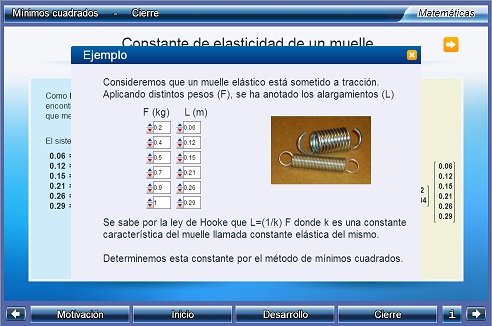 Mínimos cuadrados - Cierre
Matemáticas
Constante de elasticidad de un muelle
Ejemplo
Consideremos que un muelle elástico está sometido a tracción.
Aplicando distintos pesos (F), se ha anotado los alargamientos (L)
F (kg) L (m)
0.2 0.06
0.4 0.12
0.5 0.15
0.7 0.21
0.9 0.26
1 0.29
Se sabe por la ley de Hooke que L=(1/k) F donde k es una constante
característica del muelle llamada constante elástica del mismo.
Determinemos esta constante por el método de mínimos cuadrados.
Como
encont
que me
El siste
0.06 =
0.12 =
0.15 =
0.21 =
0.26 =
0.29 =
0.06
0.12
0.15
0.21
0.26
0.29
Motivación
Inicio
Desarrollo
Cierre
i